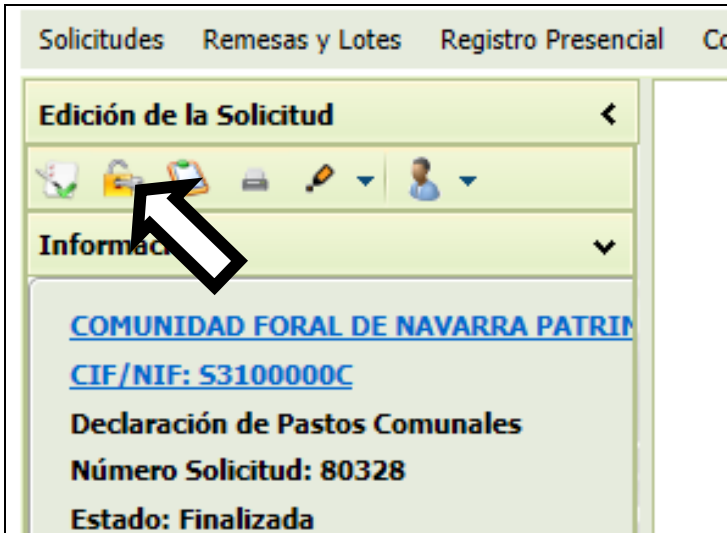 Solicitudes Remesas y Lotes Registro Presencial
Edición de la Solicitud
COMUNIDAD FORAL DE NAVARRA
CIF/NIF: S3100000C
Declaración de Pastos Comunales
Número Solicitud: 80328
Estado: Finalizada